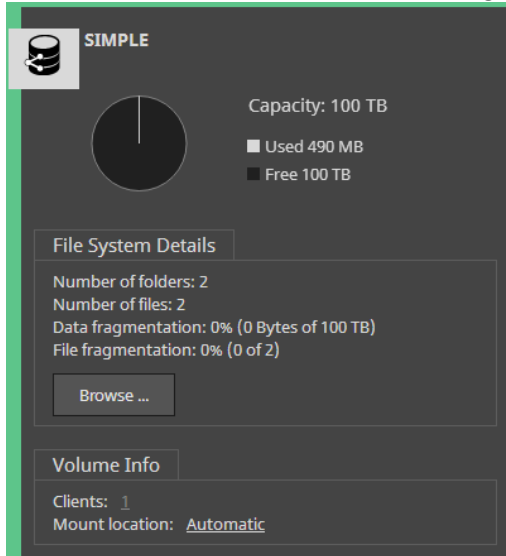 SIMPLE
Capacity: 100 TB
Used 490 MB
Free 100 TB
File System Details
Number of folders: 2
Number of files: 2
Data fragmentation: 0% (0 Bytes of 100 TB)
File fragmentation: 0% (0 of 2)
Browse ...
Volume Info
Clients: 1
Mount location: Automatic